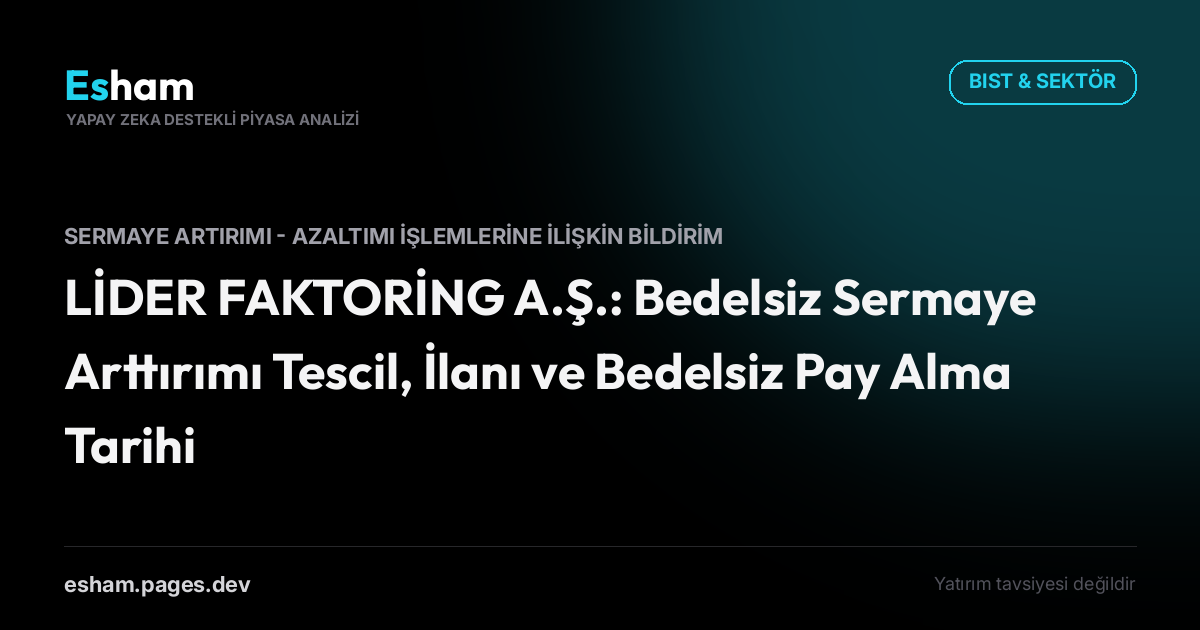 Esham
YAPAY ZEKA DESTEKLİ PİYASA ANALİZİ
BIST & SEKTÖR
SERMAYE ARTIRIMI - AZALTIMI İŞLEMLERİNE İLİŞKİN BİLDİRİM
LİDER FAKTORİNG A.Ş.: Bedelsiz Sermaye
Arttırımı Tescil, İlanı ve Bedelsiz Pay Alma
Tarihi
esham.pages.dev
Yatırım tavsiyesi değildir